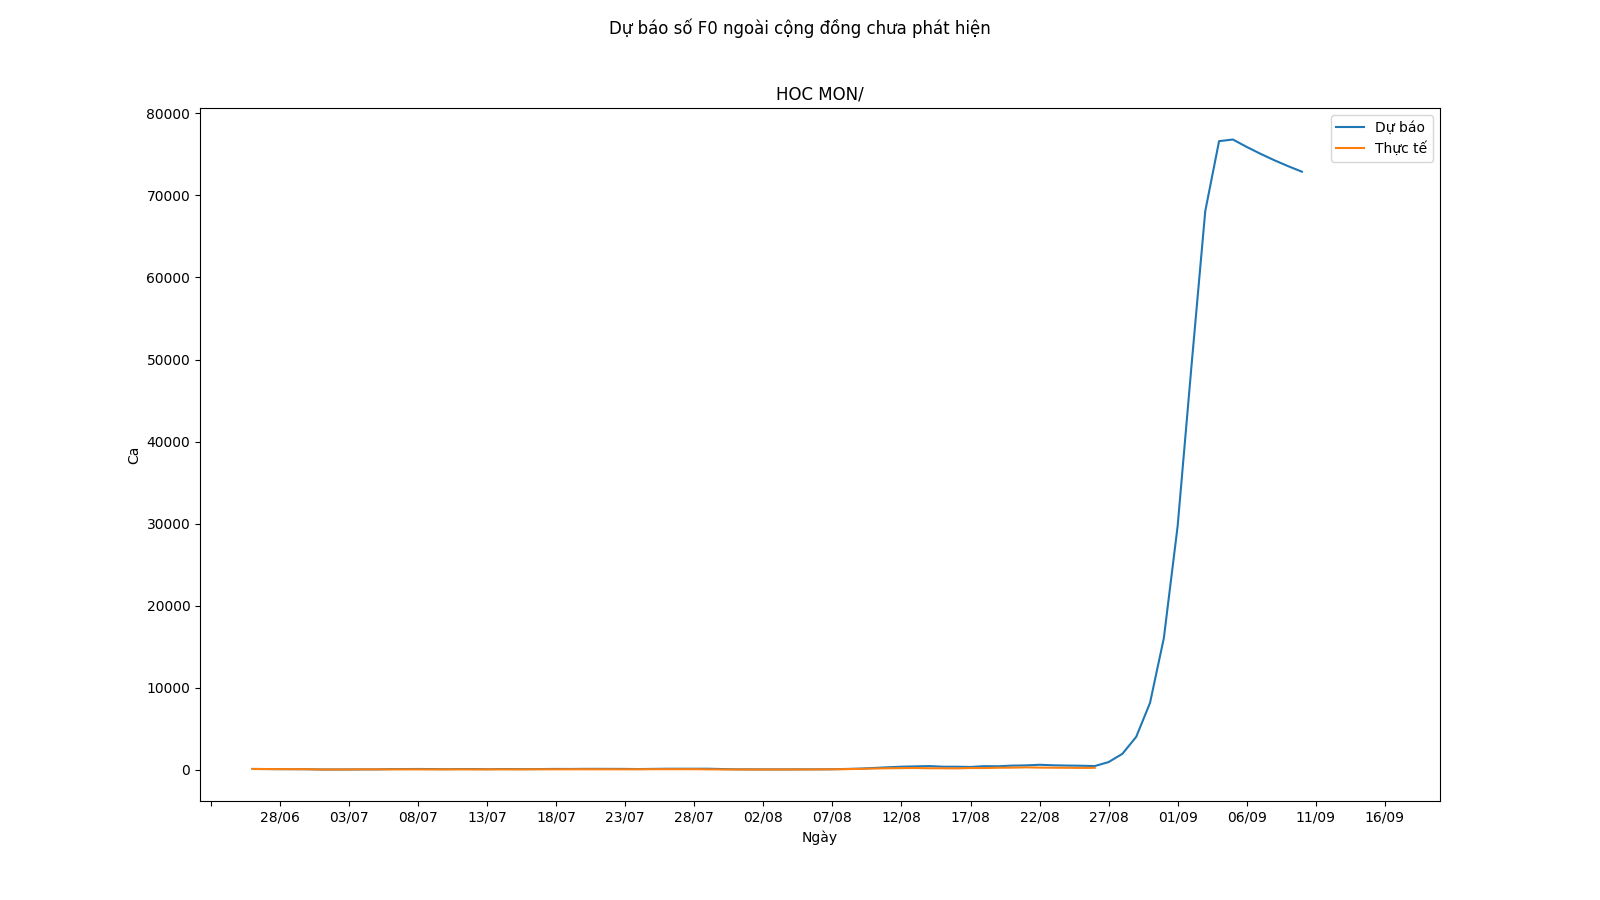 Dự báo số F0 ngoài cộng đồng chưa phát hiện
HOC MON/
80000
70000
60000
50000
40000
30000
20000
10000
0
Ca
Dự báo
Thực tế
28/06 03/07 08/07 13/07 18/07 23/07 28/07 02/08 07/08 12/08 17/08 22/08 27/08 01/09 06/09 11/09 16/09
Ngày